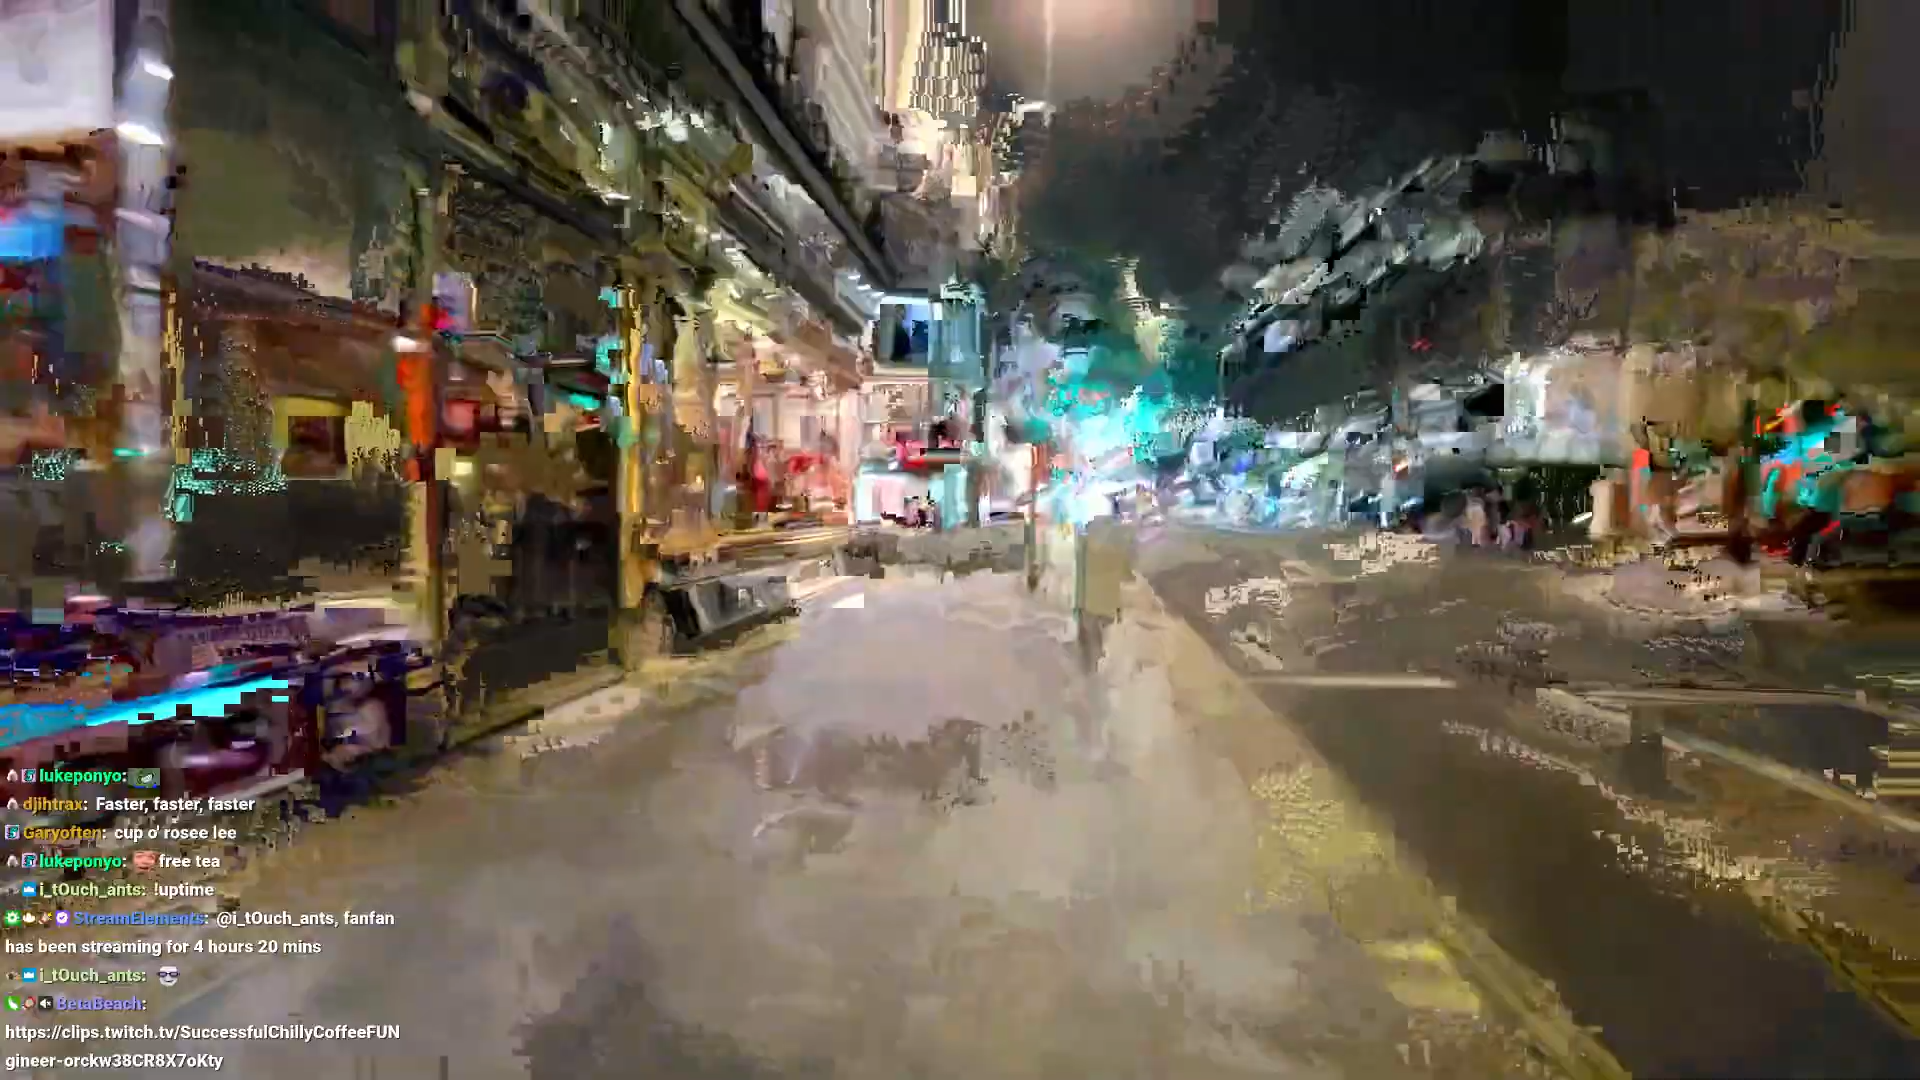 lukeponyo:
djihtrax: Faster, faster, faster
Garyoften: cup o' rosee lee
lukeponyo: free tea
i_tOuch_ants: !uptime
StreamElements: @i_tOuch_ants, fanfan
has been streaming for 4 hours 20 mins
i_tOuch_ants:
BetaBeach:
https://clips.twitch.tv/SuccessfulChillyCoffeeFUN
gineer-orckw38CR8X7oKty